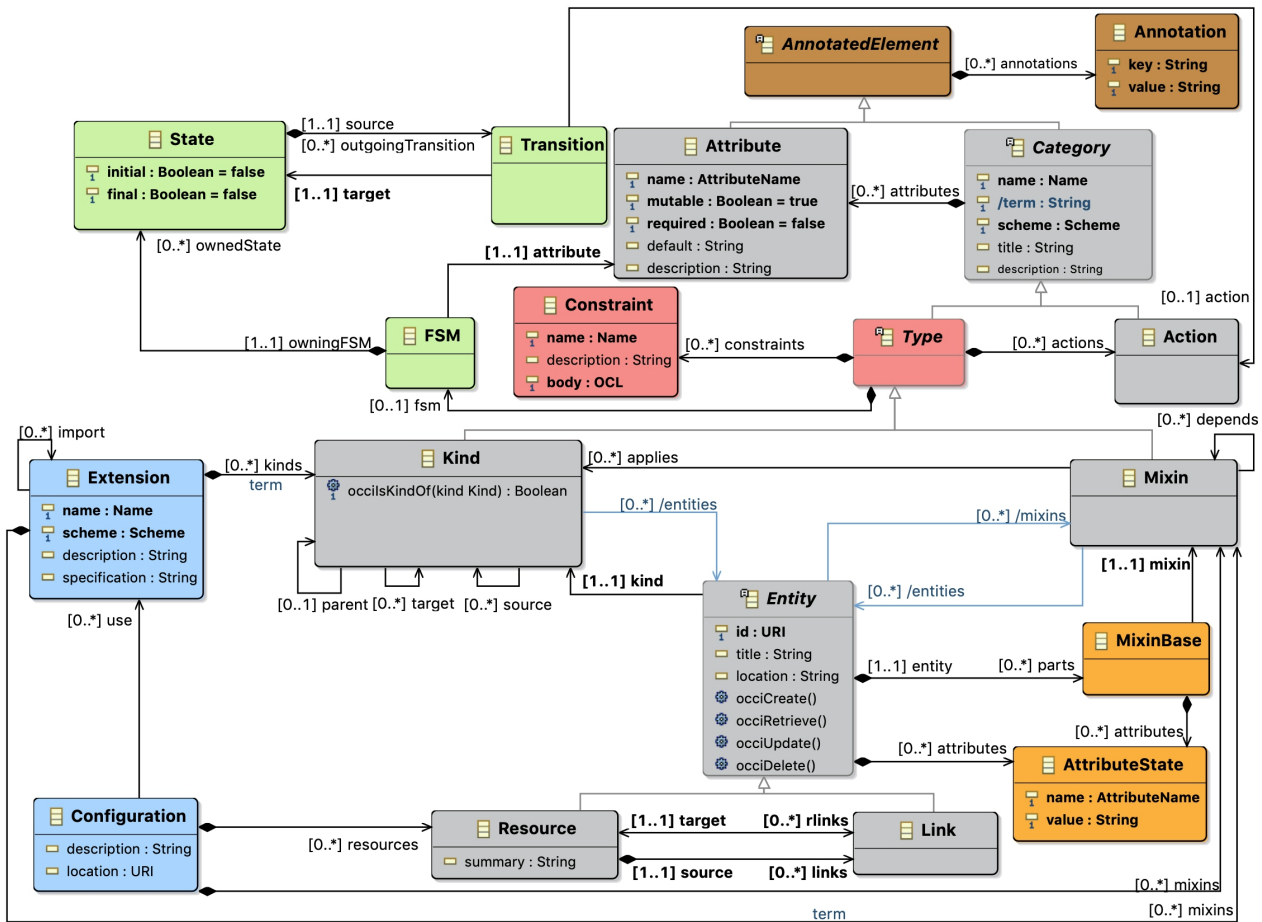 AnnotatedElement
Annotation
key : String
value : String
[0..*] annotations
State
initial : Boolean = false
final : Boolean = false
[1..1] source
[0..*] outgoingTransition
[1..1] target
Transition
Attribute
name : AttributeName
mutable : Boolean = true
required : Boolean = false
default : String
description : String
[0..*] attributes
Category
name : Name
/term : String
scheme : Scheme
title : String
description : String
[0..*] ownedState
[1..1] attribute
[0..1] action
[1..1] owningFSM
FSM
Constraint
name : Name
description : String
body : OCL
[0..*] constraints
Type
[0..*] actions
Action
[0..1] fsm
[0..*] import
[0..*] depends
Extension
name : Name
scheme : Scheme
description : String
specification : String
[0..*] kinds
term
Kind
occiIsKindOf(kind Kind) : Boolean
[0..*] applies
Mixin
[0..*] /entities
[0..*] /mixins
[0..1] parent
[0..*] target
[0..*] source
[1..1] kind
[0..*] /entities
[1..1] mixin
[0..*] use
Entity
id : URI
title : String
location : String
occiCreate()
occiRetrieve()
occiUpdate()
occiDelete()
[1..1] entity
[0..*] parts
MixinBase
[0..*] attributes
[0..*] attributes
AttributeState
name : AttributeName
value : String
Configuration
description : String
location : URI
[0..*] resources
Resource
summary : String
[1..1] target
[0..*] rlinks
[1..1] source
[0..*] links
Link
[0..*] mixins
[0..*] mixins
term